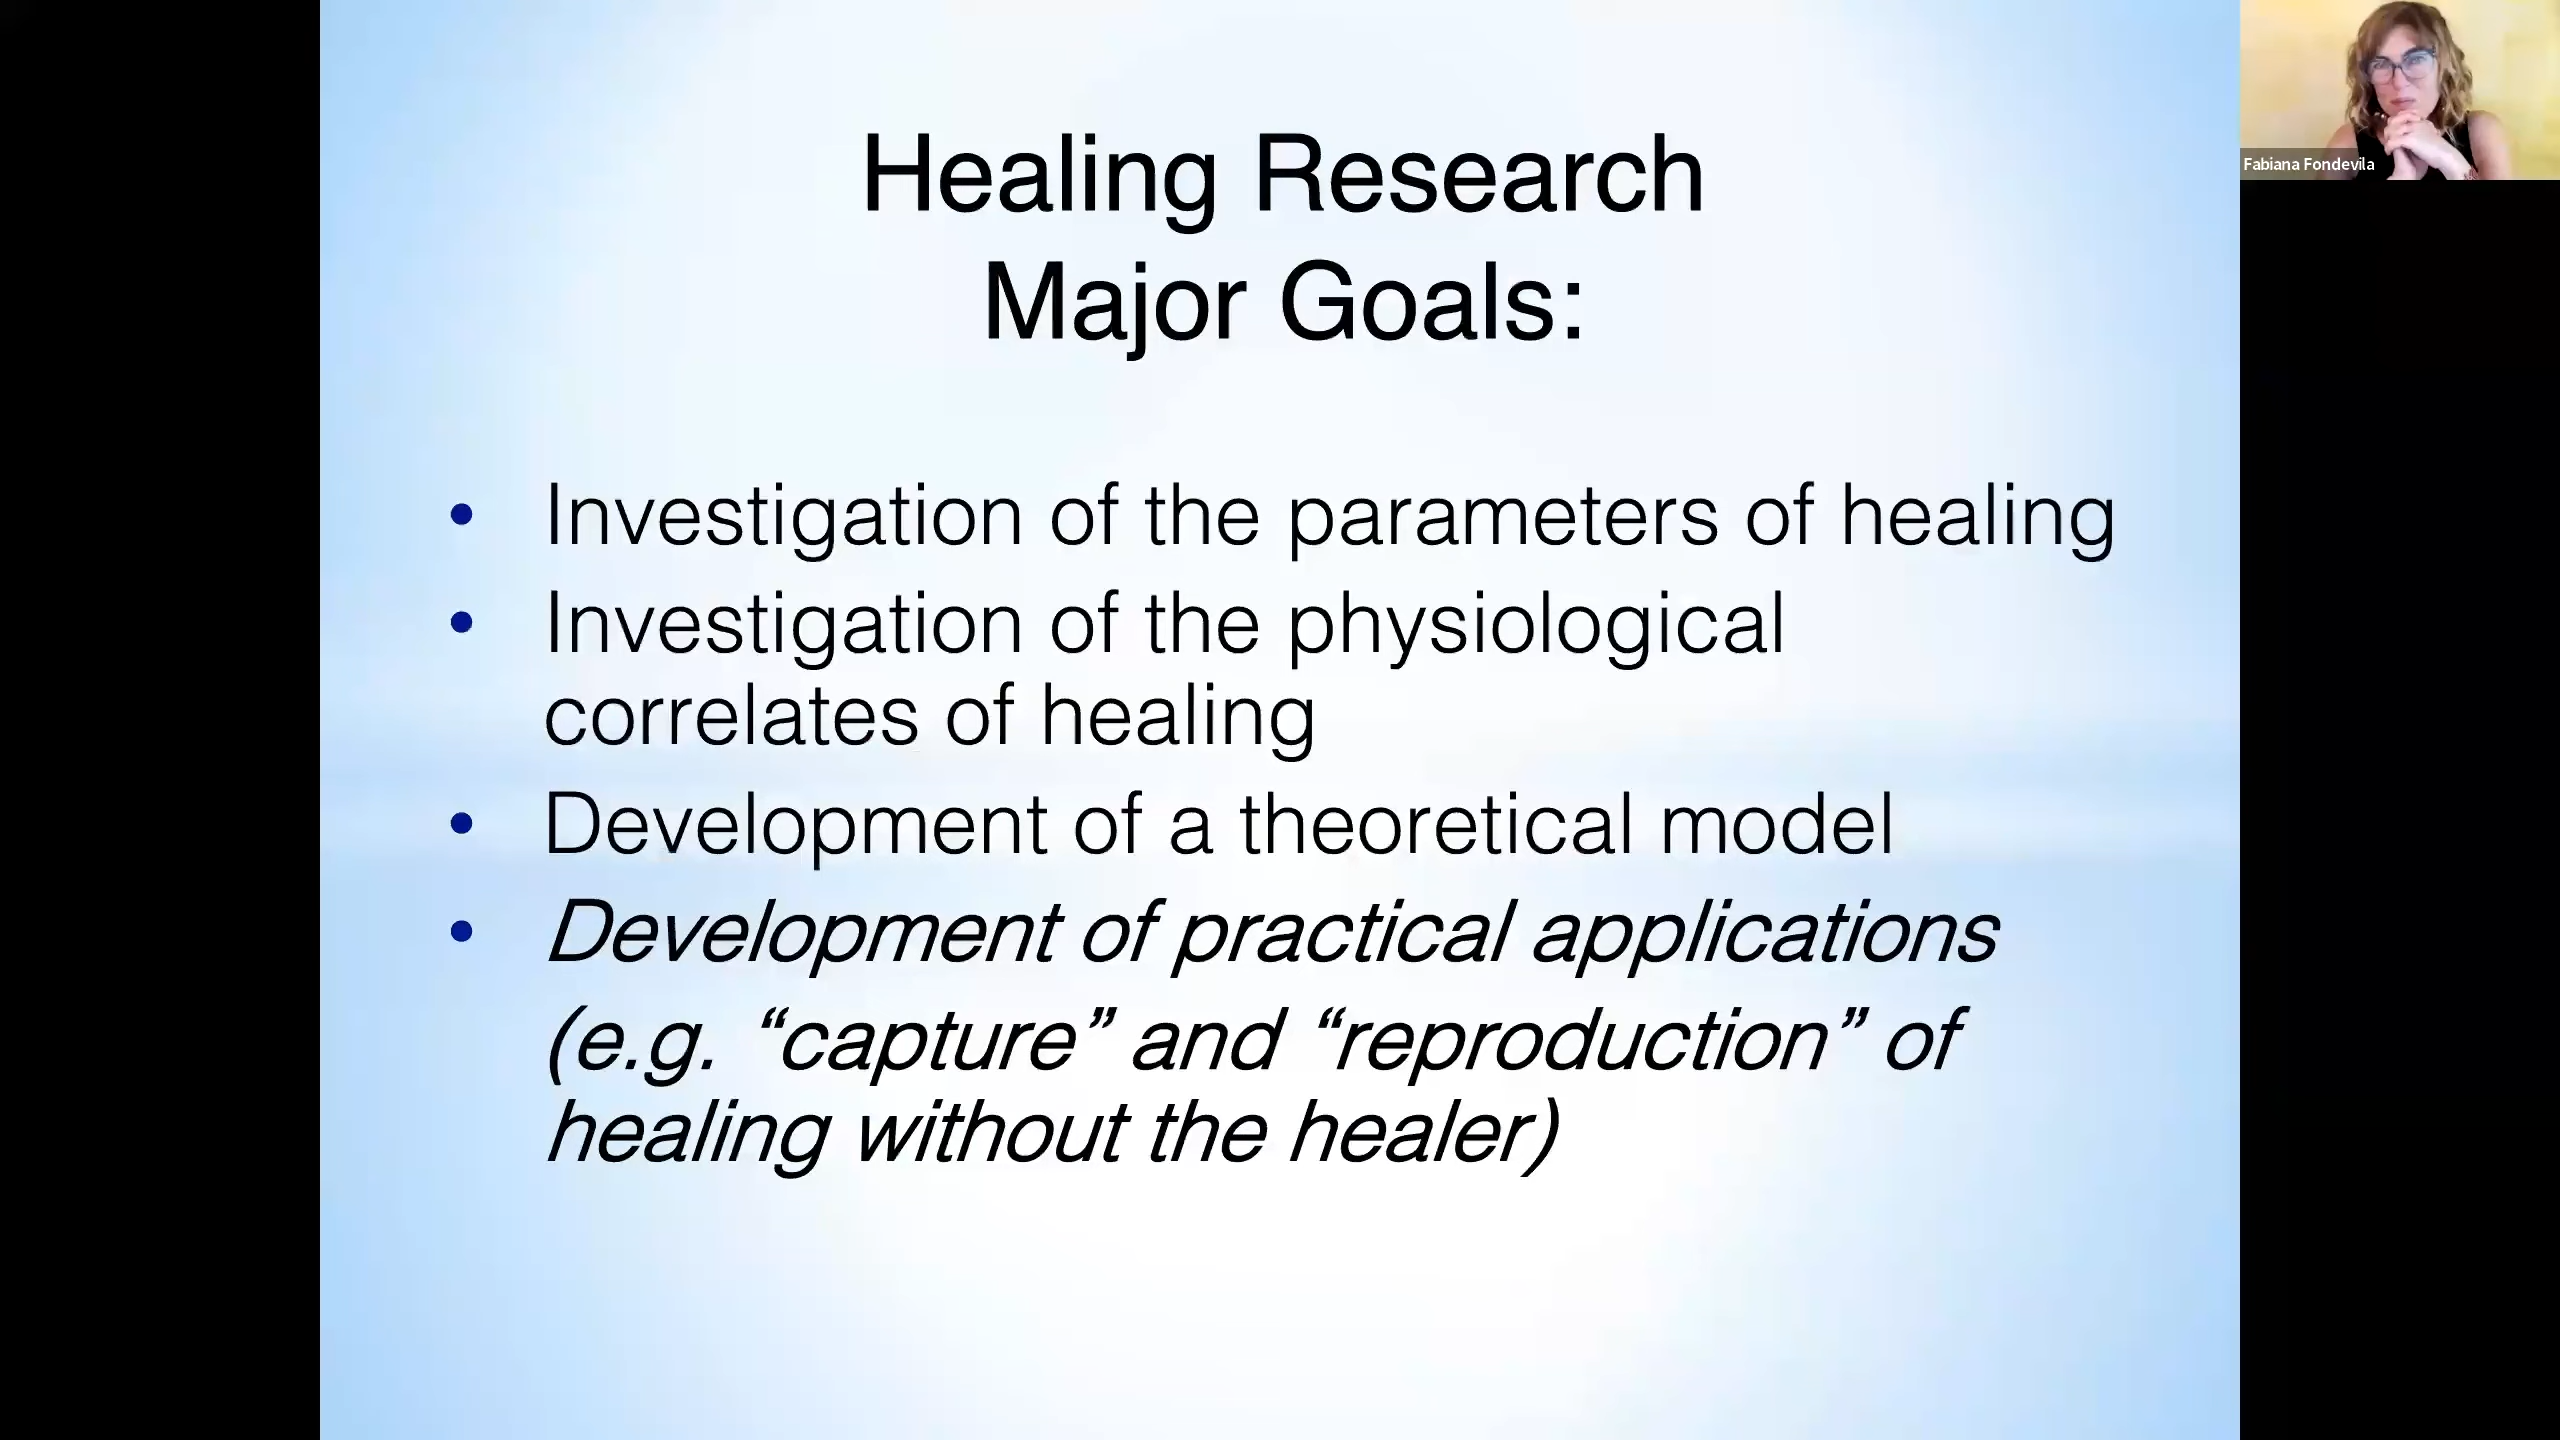 Healing Research
Major Goals:
• Investigation of the parameters of healing
• Investigation of the physiological
correlates of healing
• Development of a theoretical model
• Development of practical applications
(e.g. “capture” and “reproduction” of
healing without the healer)
Fabiana Fondevila